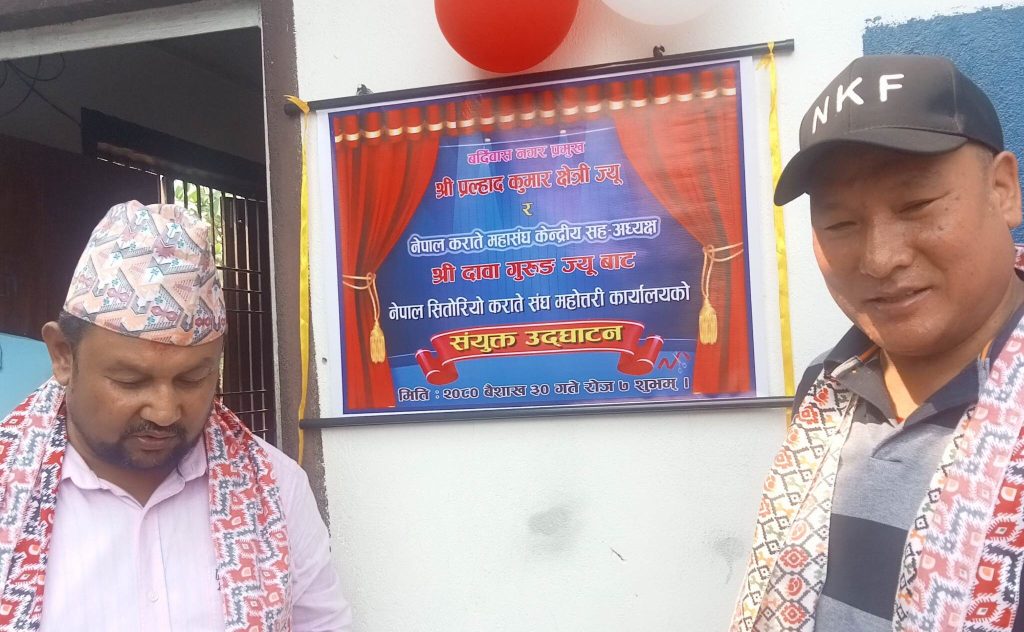 बर्दिवास नगर प्रमुख
श्री प्रल्हाद कुमार क्षेत्री ज्यू
र
नेपाल कराते महासंघ केन्द्रीय सह-अध्यक्ष
श्री दावा गुरुङ ज्यू बाट
नेपाल सितोरियो कराते संघ महोत्तरी कार्यालयको
संयुक्त उद्घाटन
मिति : २०८० बैशाख ३० गते रोज ७ शुभम् ।
NKF